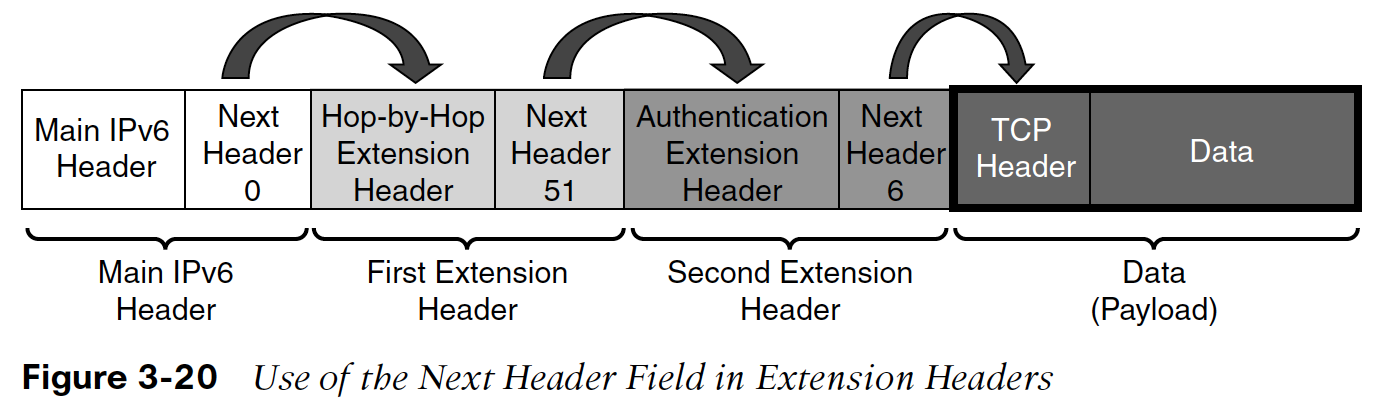 Main IPv6
Header
Next
Header
0
Hop-by-Hop
Extension
Header
Next
Header
51
Authentication
Extension
Header
Next
Header
6
TCP
Header
Data
Main IPv6
Header
First Extension
Header
Second Extension
Header
Data
(Payload)
Figure 3-20 Use of the Next Header Field in Extension Headers